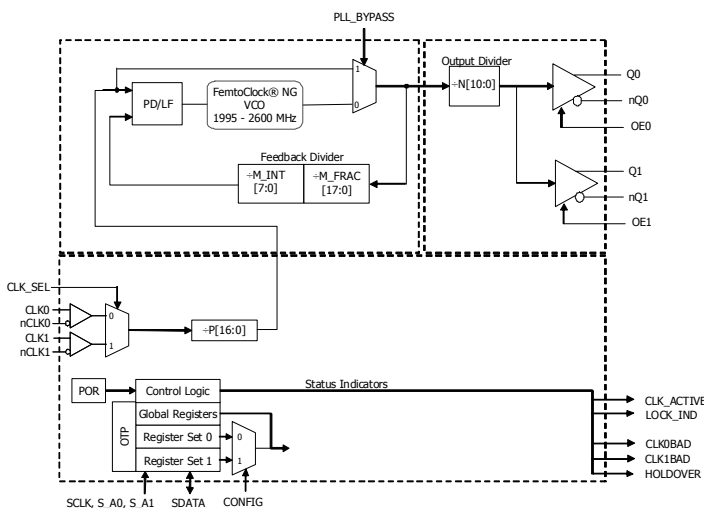 PLL_BYPASS
Output Divider
÷N[10:0]
Q0
nQ0
OE0
PD/LF
FemtoClock® NG
VCO
1995 - 2600 MHz
1
0
Feedback Divider
÷M_INT
[7:0]
÷M_FRAC
[17:0]
Q1
nQ1
OE1
CLK_SEL
CLK0
nCLK0
CLK1
nCLK1
0
1
÷P[16:0]
POR
Control Logic
Status Indicators
Global Registers
OTP
Register Set 0
Register Set 1
0
1
CLK_ACTIVE
LOCK_IND
CLK0BAD
CLK1BAD
HOLDOVER
SCLK, S_A0, S_A1
SDATA
CONFIG